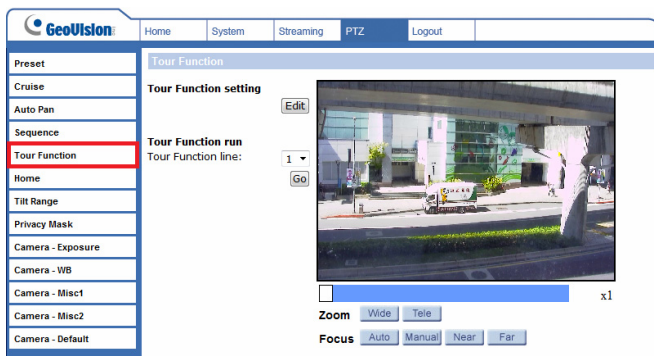 GeoVision
Home System Streaming PTZ Logout
Preset
Cruise
Auto Pan
Sequence
Tour Function
Home
Tilt Range
Privacy Mask
Camera - Exposure
Camera - WB
Camera - Misc1
Camera - Misc2
Camera - Default
Tour Function
Tour Function setting
Edit
Tour Function run
Tour Function line: 1
Go
x1
Zoom Wide Tele
Focus Auto Manual Near Far